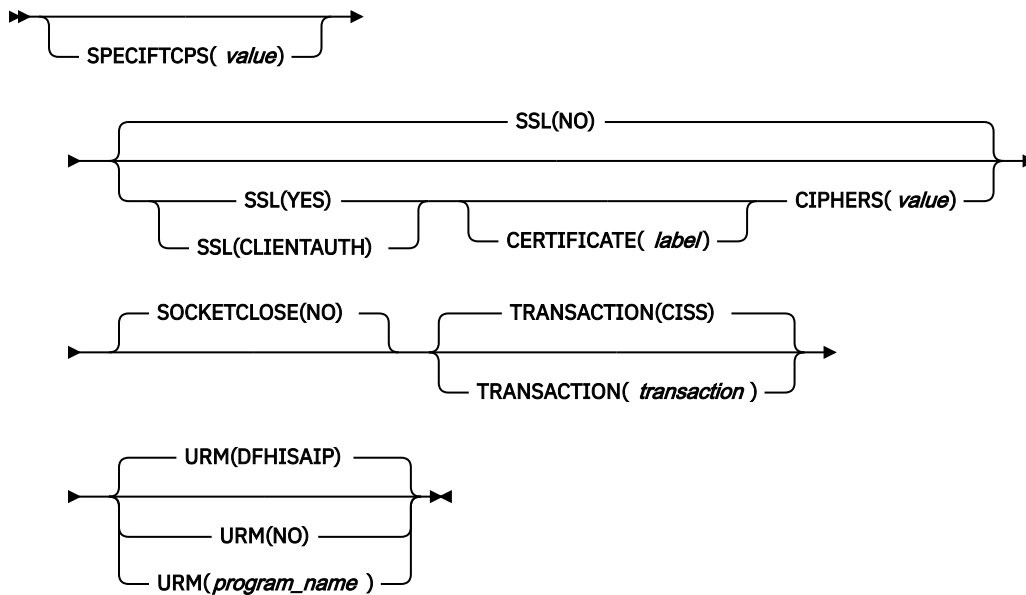 SPECIFTCPS( value)
SSL(NO)
SSL(YES)
CIPHERS( value)
SSL(CLIENTAUTH)
CERTIFICATE( label)
SOCKETCLOSE(NO)
TRANSACTION(CISS)
TRANSACTION( transaction )
URM(DFHISAIP)
URM(NO)
URM(program_name )